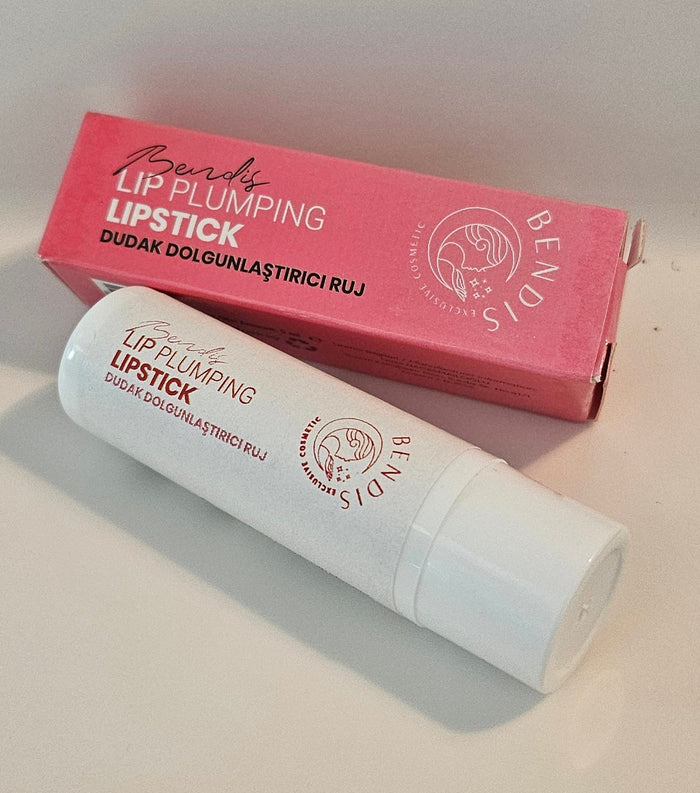 Bendis
LIP PLUMPING
LIPSTICK
DUDAK DOLGUNLAŞTIRICI RUJ
BENDIS
EXCLUSIVE COSMETIC
Bendis
LIP PLUMPING
LIPSTICK
DUDAK DOLGUNLAŞTIRICI RUJ
BENDIS
EXCLUSIVE COSMETIC